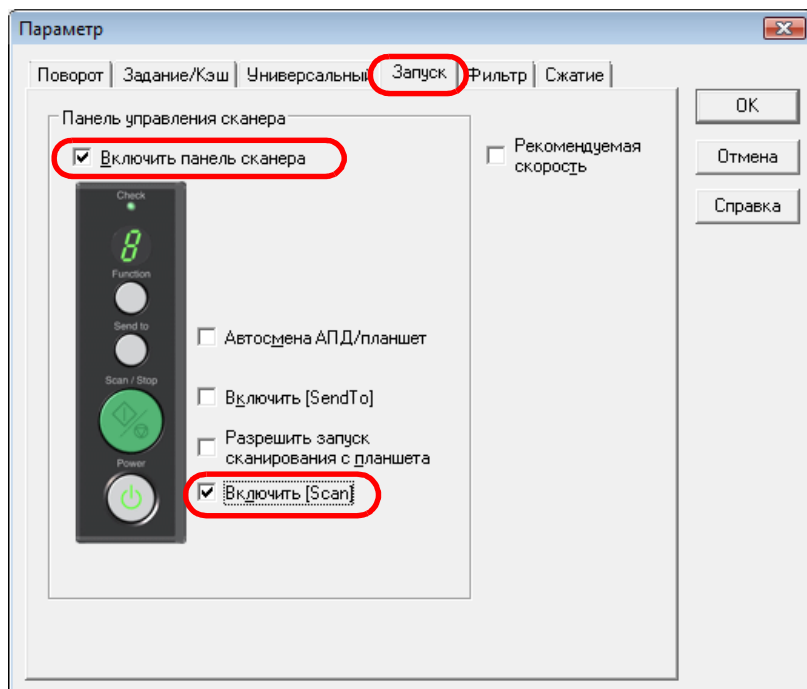 Параметр
Поворот Задание/Кэш Универсальный Запуск Фильтр Сжатие
Панель управления сканера
Включить панель сканера
Check
8
Function
Send to
Scan / Stop
Power
Автосмена АПД/планшет
Включить [SendTo]
Разрешить запуск
сканирования с планшета
Включить [Scan]
Рекомендуемая
скорость
OK
Отмена
Справка